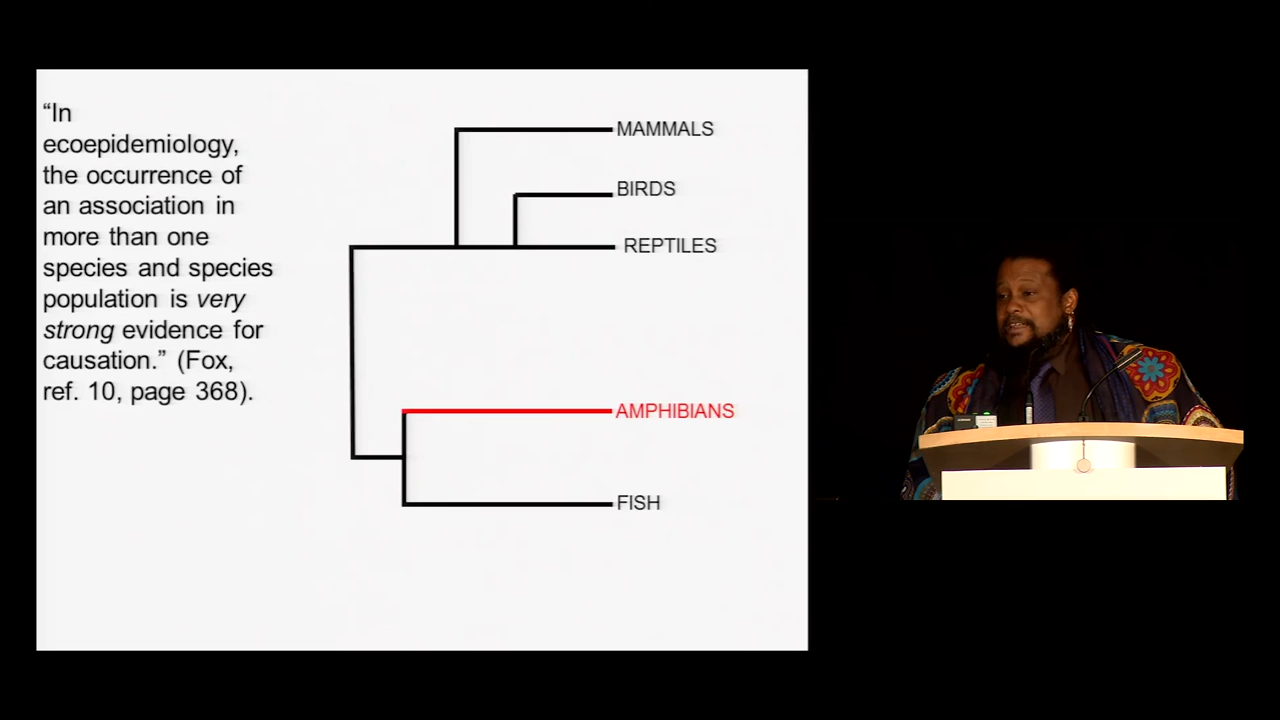 “In
ecoepidemiology,
the occurrence of
an association in
more than one
species and species
population is very
strong evidence for
causation.” (Fox,
ref. 10, page 368).
MAMMALS
BIRDS
REPTILES
AMPHIBIANS
FISH